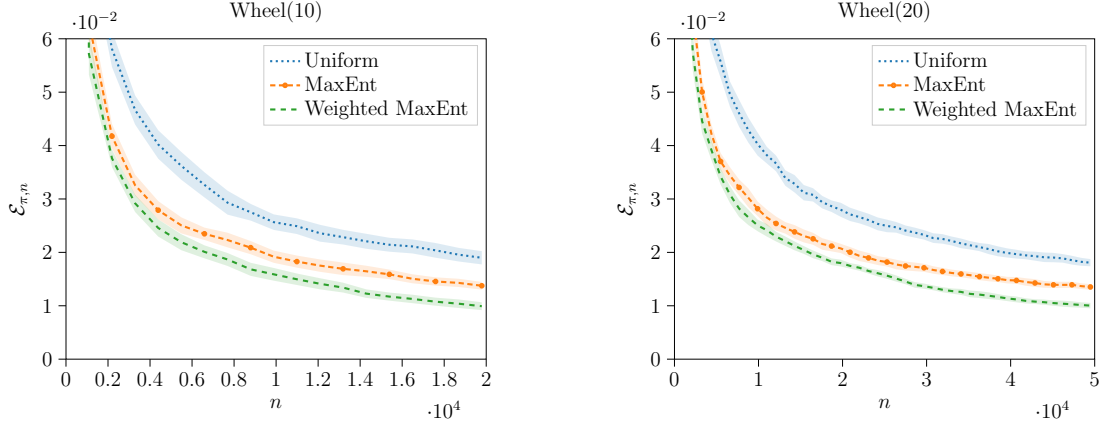 Wheel(10)
·10⁻²
6
5
4
3
2
1
0
ℰπ,n
Uniform
MaxEnt
Weighted MaxEnt
0 0.2 0.4 0.6 0.8 1 1.2 1.4 1.6 1.8 2
n
·10⁴
Wheel(20)
·10⁻²
6
5
4
3
2
1
0
ℰπ,n
Uniform
MaxEnt
Weighted MaxEnt
0 1 2 3 4 5
n
·10⁴